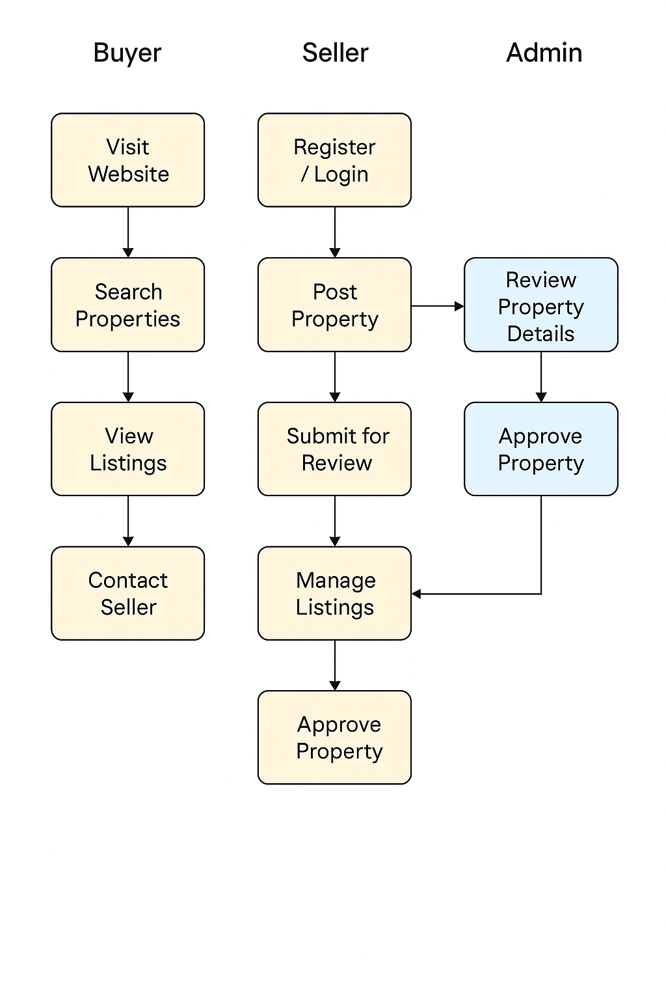 Buyer
Seller
Admin
Visit
Website
Search
Properties
View
Listings
Contact
Seller
Register
/ Login
Post
Property
Submit for
Review
Manage
Listings
Approve
Property
Review
Property
Details
Approve
Property